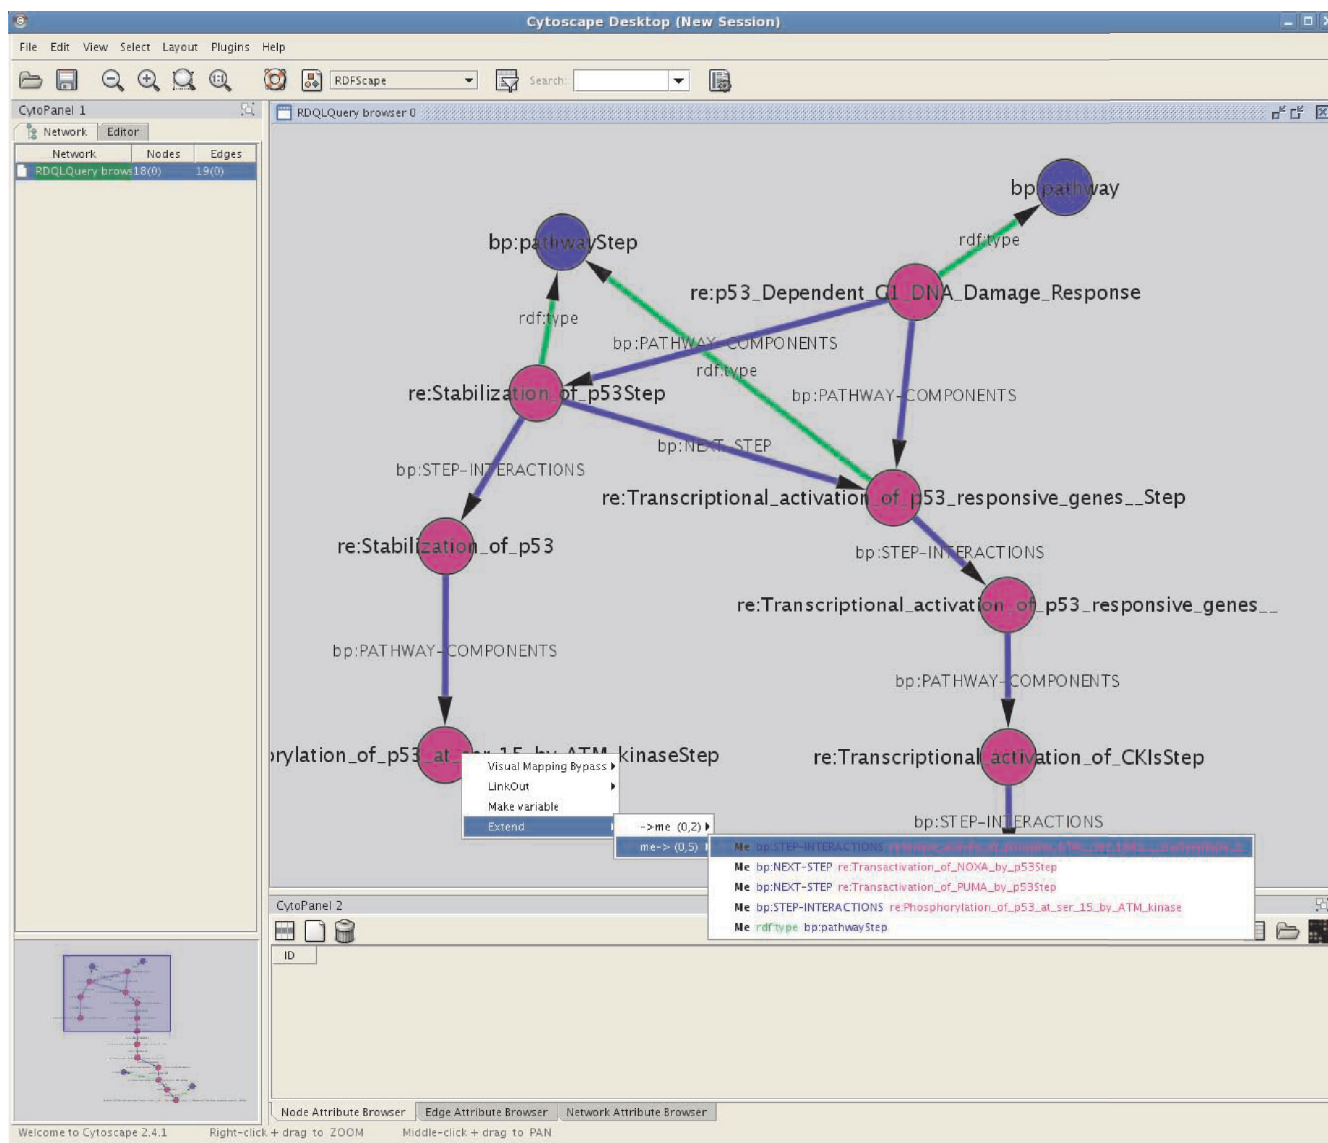 Cytoscape Desktop (New Session)
File Edit View Select Layout Plugins Help
RDFScape
Search:
CytoPanel 1
Network Editor
Network Nodes Edges
RDQLQuery brows 18(0) 19(0)
RDQLQuery browser 0
bp:pathway
bp:pathwayStep
rdf:type
re:p53_Dependent_G1_DNA_Damage_Response
rdf:type
bp:PATHWAY-COMPONENTS
rdf:type
re:Stabilization_of_p53Step
bp:PATHWAY-COMPONENTS
bp:NEXT-STEP
bp:STEP-INTERACTIONS
re:Transcriptional_activation_of_p53_responsive_genes__Step
re:Stabilization_of_p53
bp:STEP-INTERACTIONS
re:Transcriptional_activation_of_p53_responsive_genes__
bp:PATHWAY-COMPONENTS
bp:PATHWAY-COMPONENTS
orylation_of_p53_at_ser_15_by_ATM_kinaseStep
re:Transcriptional_activation_of_CKIsStep
Visual Mapping Bypass
LinkOut
Make variable
Extend
->me (0,2)
me-> (0,5)
bp:STEP-INTERACTIONS
Me bp:STEP-INTERACTIONS
Me bp:NEXT-STEP re:Transactivation_of_NOXA_by_p53Step
Me bp:NEXT-STEP re:Transactivation_of_PUMA_by_p53Step
Me bp:STEP-INTERACTIONS re:Phosphorylation_of_p53_at_ser_15_by_ATM_kinase
Me rdf:type bp:pathwayStep
CytoPanel 2
ID
Node Attribute Browser Edge Attribute Browser Network Attribute Browser
Welcome to Cytoscape 2.4.1 Right-click + drag to ZOOM Middle-click + drag to PAN